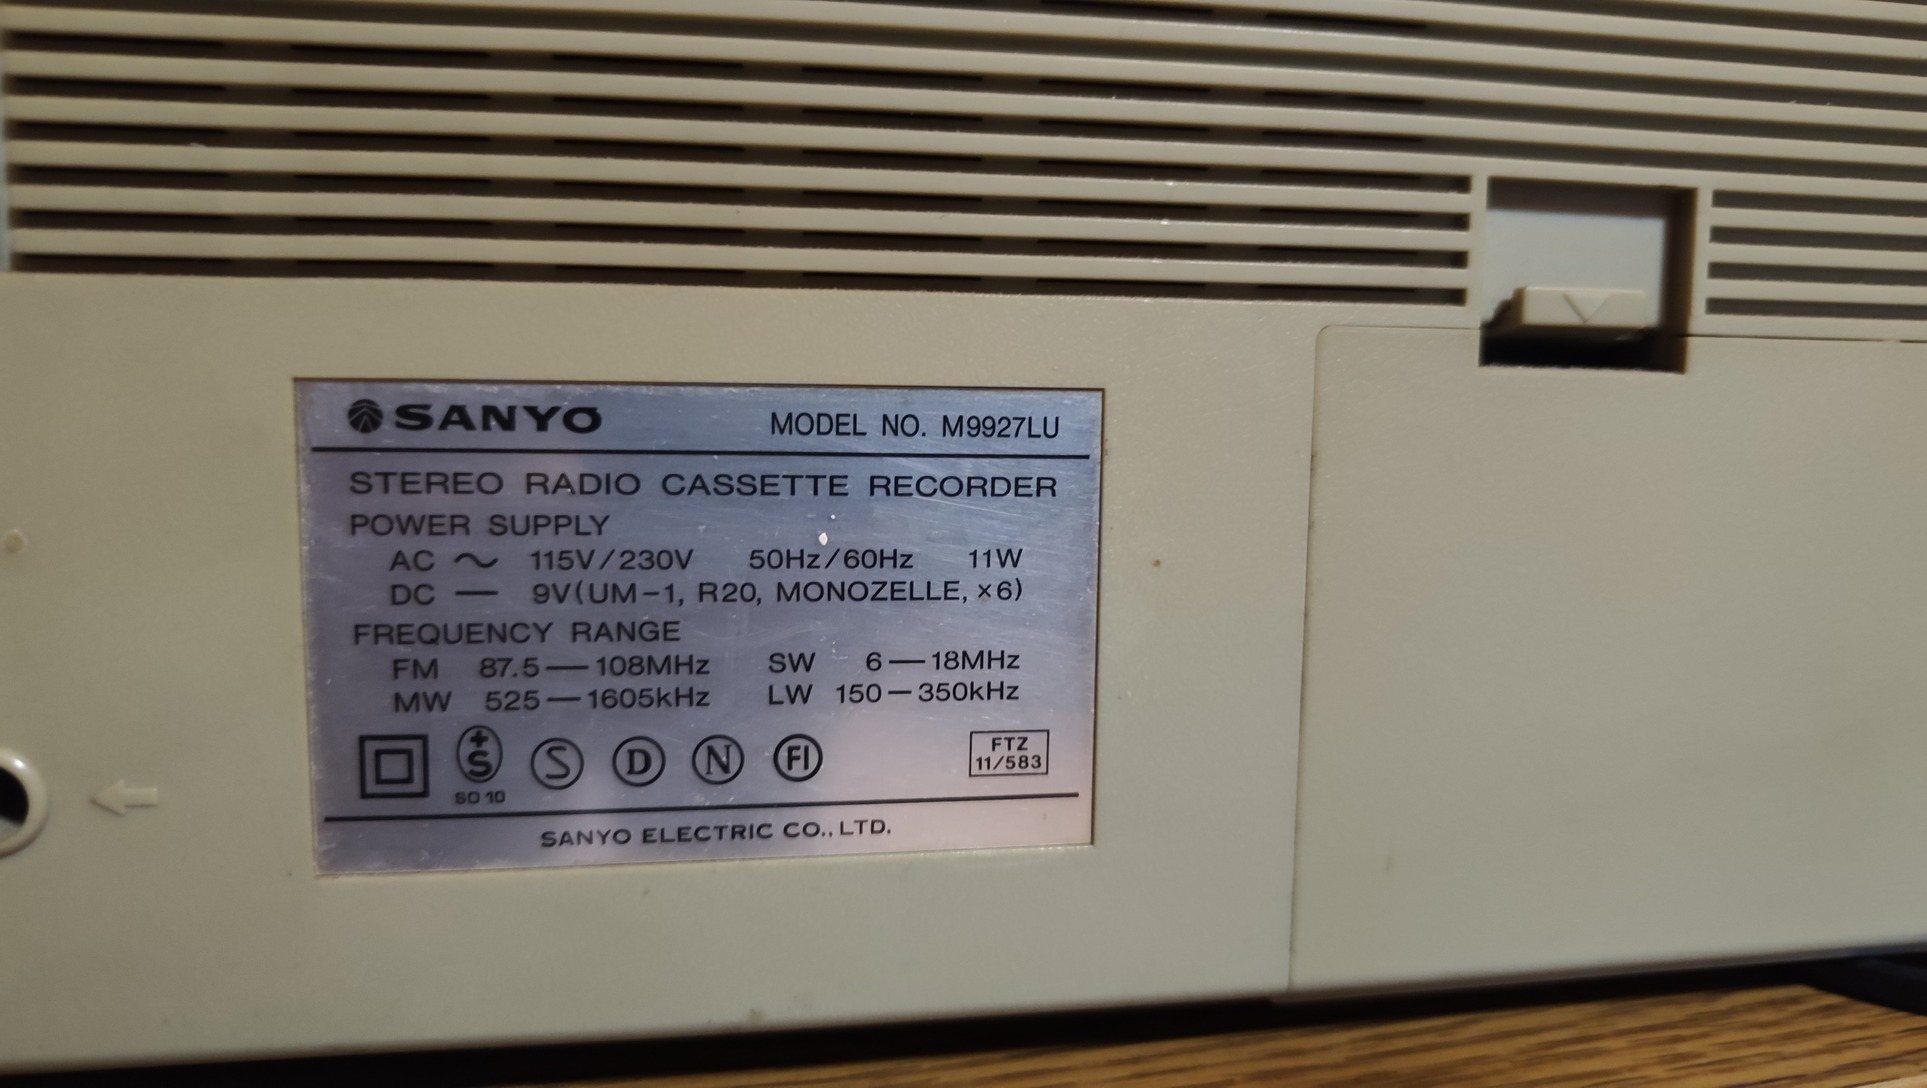 SANYO MODEL NO. M9927LU
STEREO RADIO CASSETTE RECORDER
POWER SUPPLY
AC ~ 115V/230V 50Hz/60Hz 11W
DC — 9V(UM-1, R20, MONOZELLE, ×6)
FREQUENCY RANGE
FM 87.5—108MHz SW 6—18MHz
MW 525—1605kHz LW 150—350kHz
+S S D N FI FTZ
SO 10 11/583
SANYO ELECTRIC CO., LTD.